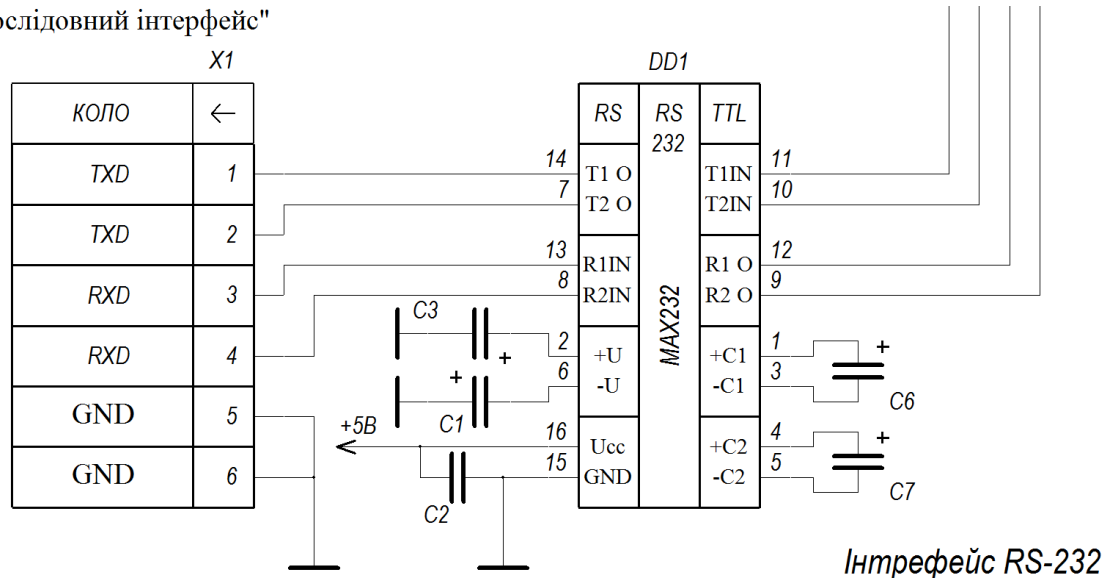 ослідовний інтерфейс"
X1
DD1
КОЛО
TXD 1
TXD 2
RXD 3
RXD 4
GND 5
GND 6
RS RS 232 TTL
MAX232
14 T1 O T1IN 11
7 T2 O T2IN 10
13 R1IN R1 O 12
8 R2IN R2 O 9
C3
2 +U +C1 1
+
+
+
6 -U -C1 3
C6
C1
+5В
16 Ucc +C2 4
+
15 GND -C2 5
C7
C2
Інтрефейс RS-232